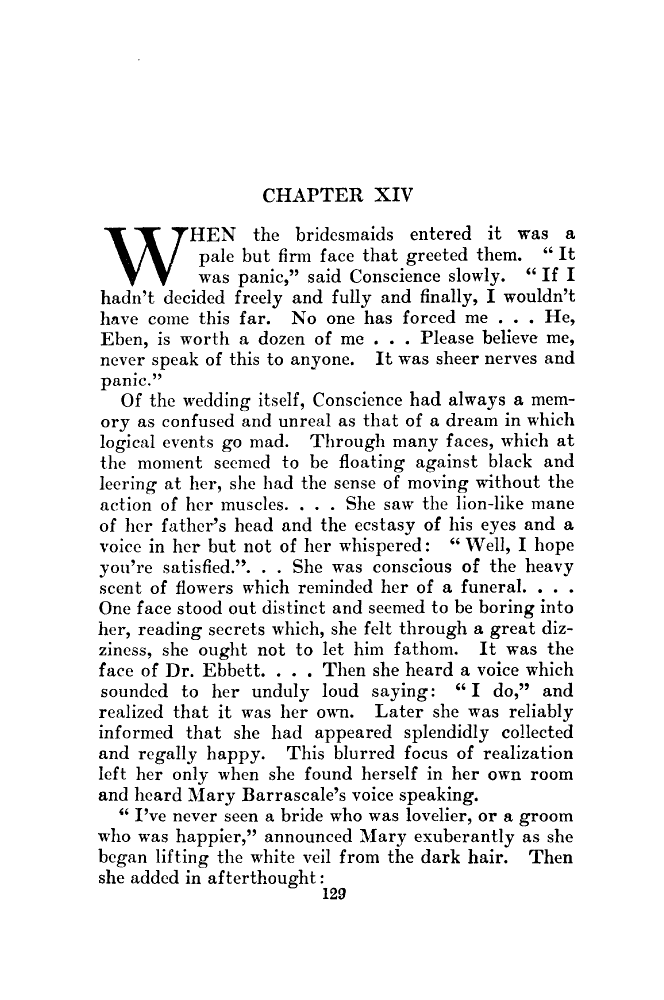 CHAPTER XIV
WHEN the bridesmaids entered it was a
pale but firm face that greeted them. “ It
was panic,” said Conscience slowly. “ If I
hadn’t decided freely and fully and finally, I wouldn’t
have come this far. No one has forced me . . . He,
Eben, is worth a dozen of me . . . Please believe me,
never speak of this to anyone. It was sheer nerves and
panic.”
Of the wedding itself, Conscience had always a mem-
ory as confused and unreal as that of a dream in which
logical events go mad. Through many faces, which at
the moment seemed to be floating against black and
leering at her, she had the sense of moving without the
action of her muscles. . . . She saw the lion-like mane
of her father’s head and the ecstasy of his eyes and a
voice in her but not of her whispered: “ Well, I hope
you’re satisfied.”. . . She was conscious of the heavy
scent of flowers which reminded her of a funeral. . . .
One face stood out distinct and seemed to be boring into
her, reading secrets which, she felt through a great diz-
ziness, she ought not to let him fathom. It was the
face of Dr. Ebbett. . . . Then she heard a voice which
sounded to her unduly loud saying: “ I do,” and
realized that it was her own. Later she was reliably
informed that she had appeared splendidly collected
and regally happy. This blurred focus of realization
left her only when she found herself in her own room
and heard Mary Barrascale’s voice speaking.
“ I’ve never seen a bride who was lovelier, or a groom
who was happier,” announced Mary exuberantly as she
began lifting the white veil from the dark hair. Then
she added in afterthought:
129